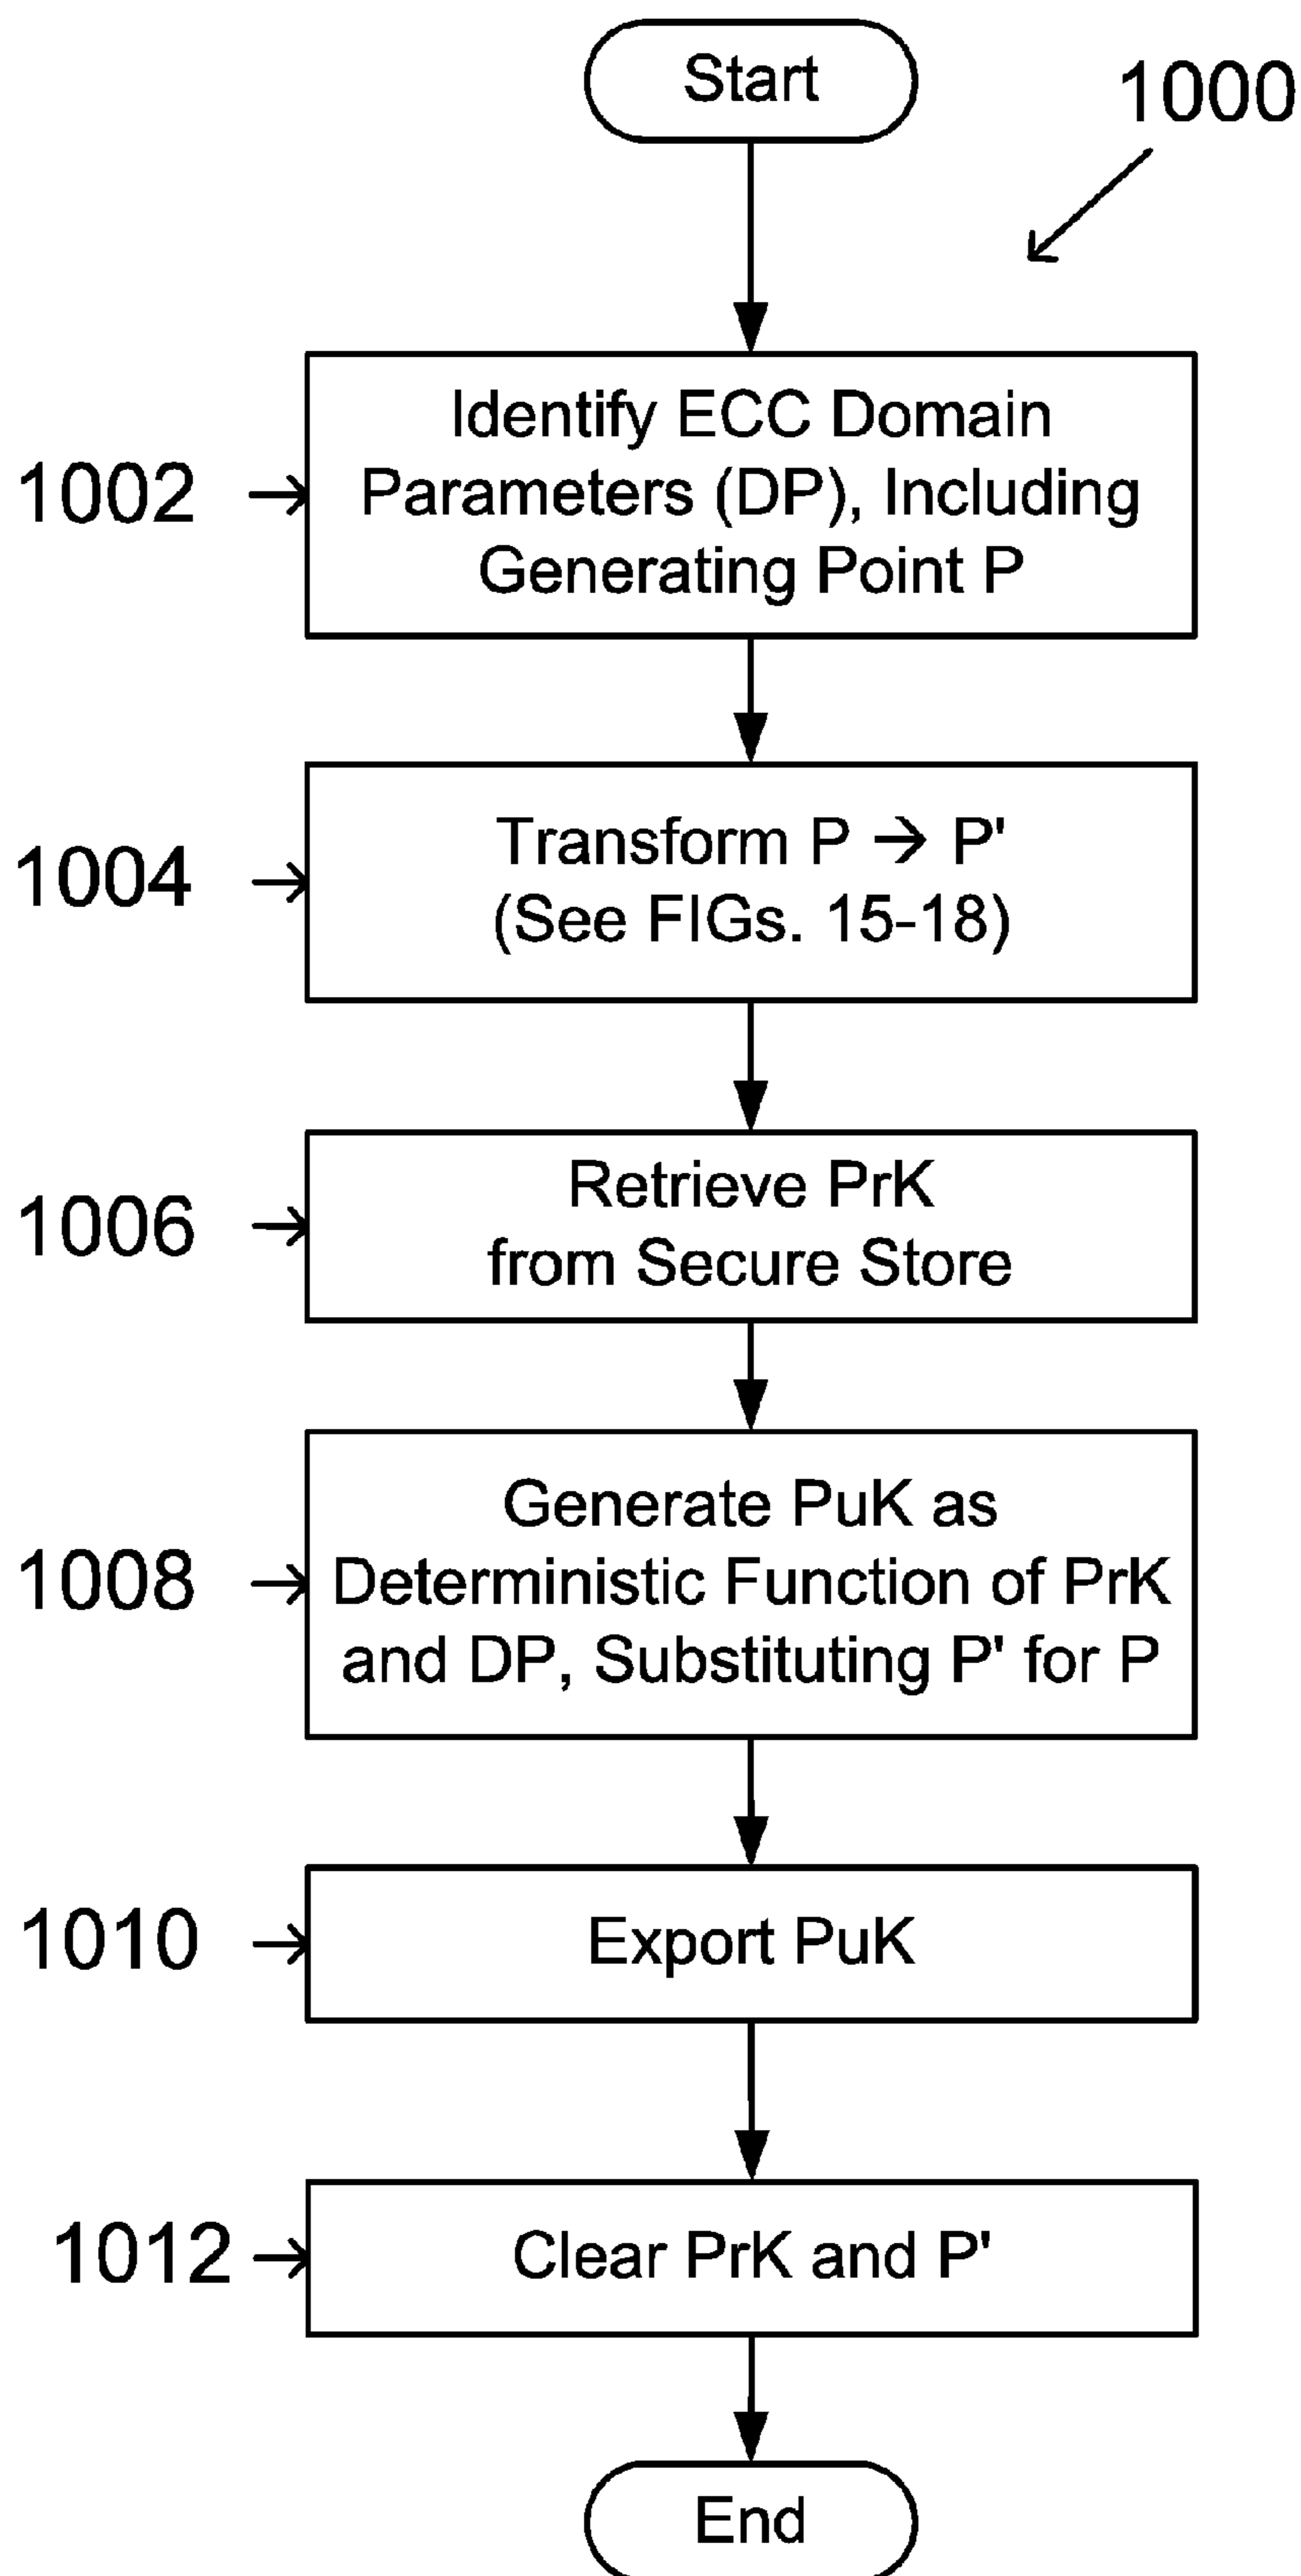 Start
1000
1002
Identify ECC Domain
Parameters (DP), Including
Generating Point P
1004
Transform P → P'
(See FIGs. 15-18)
1006
Retrieve PrK
from Secure Store
1008
Generate PuK as
Deterministic Function of PrK
and DP, Substituting P' for P
1010
Export PuK
1012
Clear PrK and P'
End